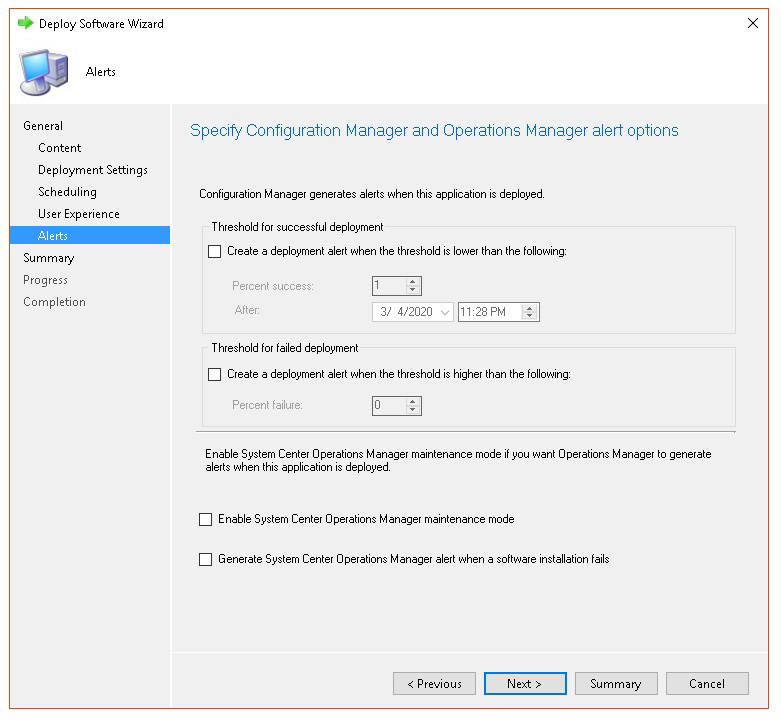 Deploy Software Wizard
Alerts
General
Content
Deployment Settings
Scheduling
User Experience
Alerts
Summary
Progress
Completion
Specify Configuration Manager and Operations Manager alert options
Configuration Manager generates alerts when this application is deployed.
Threshold for successful deployment
Create a deployment alert when the threshold is lower than the following:
Percent success: 1
After: 3/ 4/2020 11:28 PM
Threshold for failed deployment
Create a deployment alert when the threshold is higher than the following:
Percent failure: 0
Enable System Center Operations Manager maintenance mode if you want Operations Manager to generate
alerts when this application is deployed.
Enable System Center Operations Manager maintenance mode
Generate System Center Operations Manager alert when a software installation fails
< Previous Next > Summary Cancel